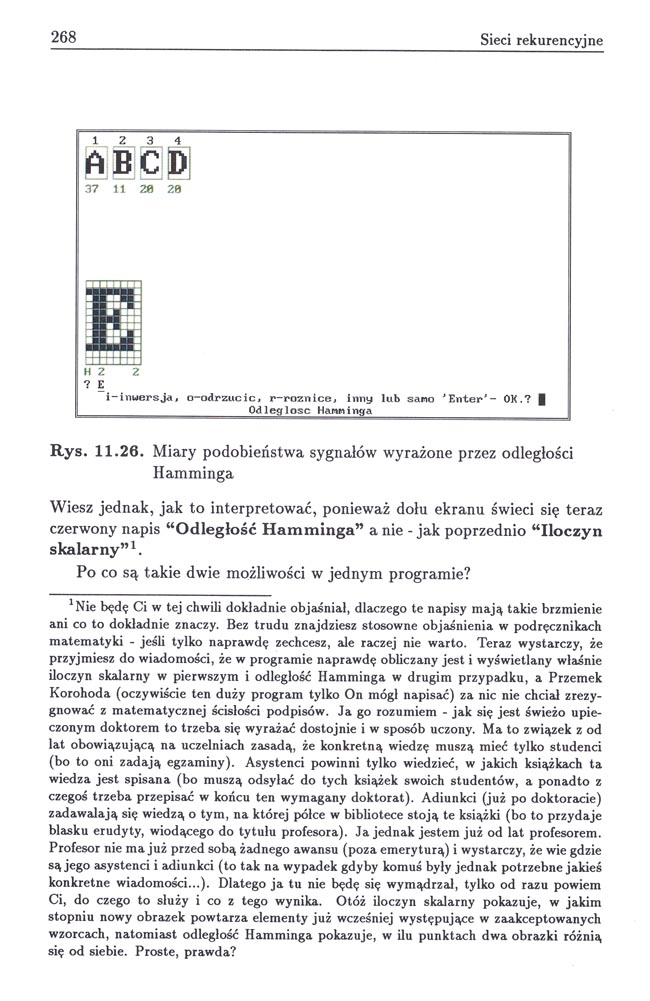 268
Sieci rekurencyjne
1 2 3 4
A B C D
37 11 20 20
E
H 2 2
? E
i-inwersja, o-odrzucic, r-roznice, inny lub samo 'Enter'- OK.?
Odleglosc Hamminga
Rys. 11.26. Miary podobieństwa sygnałów wyrażone przez odległości
Hamminga
Wiesz jednak, jak to interpretować, ponieważ dołu ekranu świeci się teraz
czerwony napis “Odległość Hamminga” a nie - jak poprzednio “Iloczyn
skalarny”¹.
Po co są takie dwie możliwości w jednym programie?
¹Nie będę Ci w tej chwili dokładnie objaśniał, dlaczego te napisy mają takie brzmienie
ani co to dokładnie znaczy. Bez trudu znajdziesz stosowne objaśnienia w podręcznikach
matematyki - jeśli tylko naprawdę zechcesz, ale raczej nie warto. Teraz wystarczy, że
przyjmiesz do wiadomości, że w programie naprawdę obliczany jest i wyświetlany właśnie
iloczyn skalarny w pierwszym i odległość Hamminga w drugim przypadku, a Przemek
Korohoda (oczywiście ten duży program tylko On mógł napisać) za nic nie chciał zrezy-
gnować z matematycznej ścisłości podpisów. Ja go rozumiem - jak się jest świeżo upie-
czonym doktorem to trzeba się wyrażać dostojnie i w sposób uczony. Ma to związek z od
lat obowiązującą na uczelniach zasadą, że konkretną wiedzę muszą mieć tylko studenci
(bo to oni zadają egzaminy). Asystenci powinni tylko wiedzieć, w jakich książkach ta
wiedza jest spisana (bo muszą odsyłać do tych książek swoich studentów, a ponadto z
czegoś trzeba przepisać w końcu ten wymagany doktorat). Adiunkci (już po doktoracie)
zadawalają się wiedzą o tym, na której półce w bibliotece stoją te książki (bo to przydaje
blasku erudyty, wiodącego do tytułu profesora). Ja jednak jestem już od lat profesorem.
Profesor nie ma już przed sobą żadnego awansu (poza emeryturą) i wystarczy, że wie gdzie
są jego asystenci i adiunkci (to tak na wypadek gdyby komuś były jednak potrzebne jakieś
konkretne wiadomości...). Dlatego ja tu nie będę się wymądrzał, tylko od razu powiem
Ci, do czego to służy i co z tego wynika. Otóż iloczyn skalarny pokazuje, w jakim
stopniu nowy obrazek powtarza elementy już wcześniej występujące w zaakceptowanych
wzorcach, natomiast odległość Hamminga pokazuje, w ilu punktach dwa obrazki różnią
się od siebie. Proste, prawda?